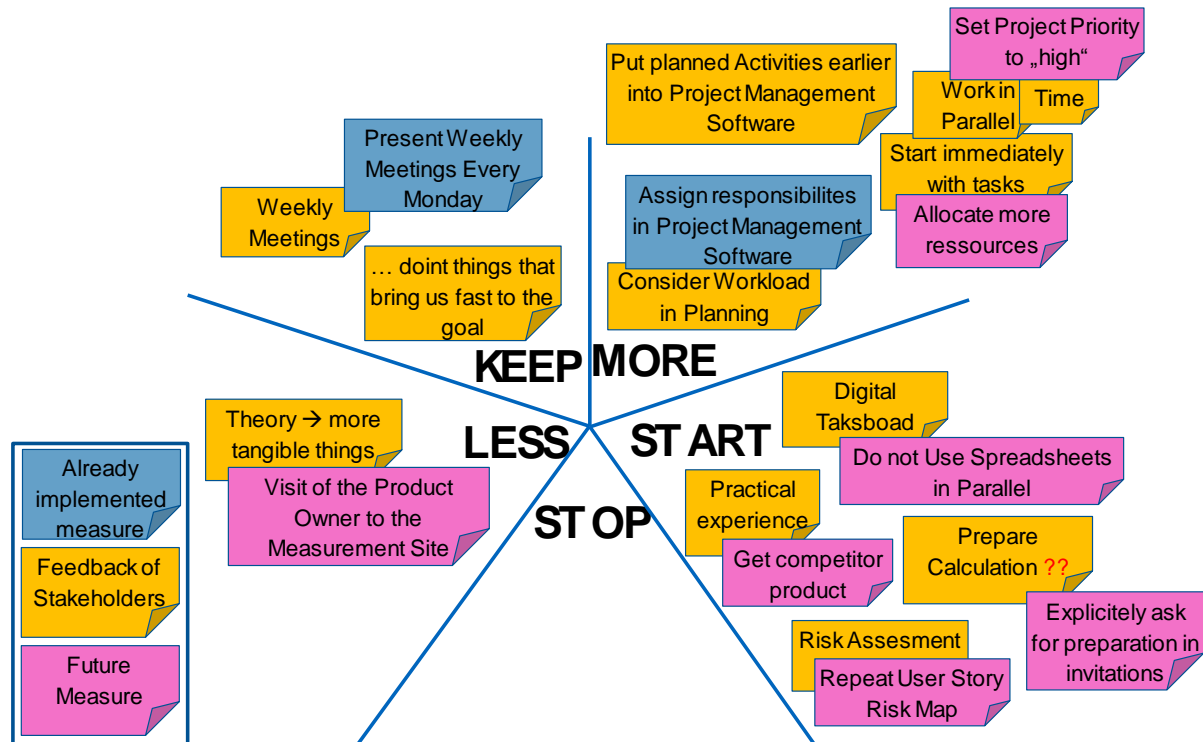 Set Project Priority
to „high“
Put planned Activities earlier
into Project Management
Software
Work in
Parallel
Time
Start immediately
with tasks
Allocate more
ressources
Present Weekly
Meetings Every
Monday
Weekly
Meetings
… doint things that
bring us fast to the
goal
Assign responsibilites
in Project Management
Software
Consider Workload
in Planning
KEEP
MORE
LESS
START
STOP
Theory → more
tangible things
Visit of the Product
Owner to the
Measurement Site
Digital
Taksboad
Do not Use Spreadsheets
in Parallel
Practical
experience
Get competitor
product
Prepare
Calculation ??
Explicitely ask
for preparation in
invitations
Risk Assesment
Repeat User Story
Risk Map
Already
implemented
measure
Feedback of
Stakeholders
Future
Measure